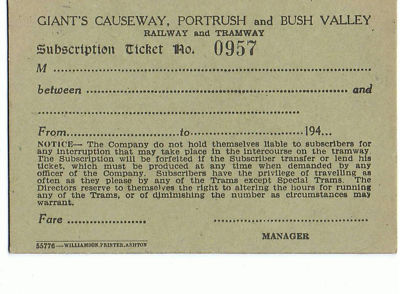 GIANT'S CAUSEWAY, PORTRUSH and BUSH VALLEY
RAILWAY and TRAMWAY
Subscription Ticket No. 0957
M ...............................................................
between ........................................................ and
...............................................................
From........................to........................194...
NOTICE— The Company do not hold themselves liable to subscribers for
any interruption that may take place in the intercourse on the tramway.
The Subscription will be forfeited if the Subscriber transfer or lend his
ticket, which must be produced at any time when demanded by any
officer of the Company. Subscribers have the privilege of travelling as
often as they please by any of the Trams except Special Trams. The
Directors reserve to themselves the right to altering the hours for running
any of the Trams, or of diminishing the number as circumstances may
warrant.
Fare ..................
MANAGER
55776—WILLIAMSON, PRINTER, ASHTON